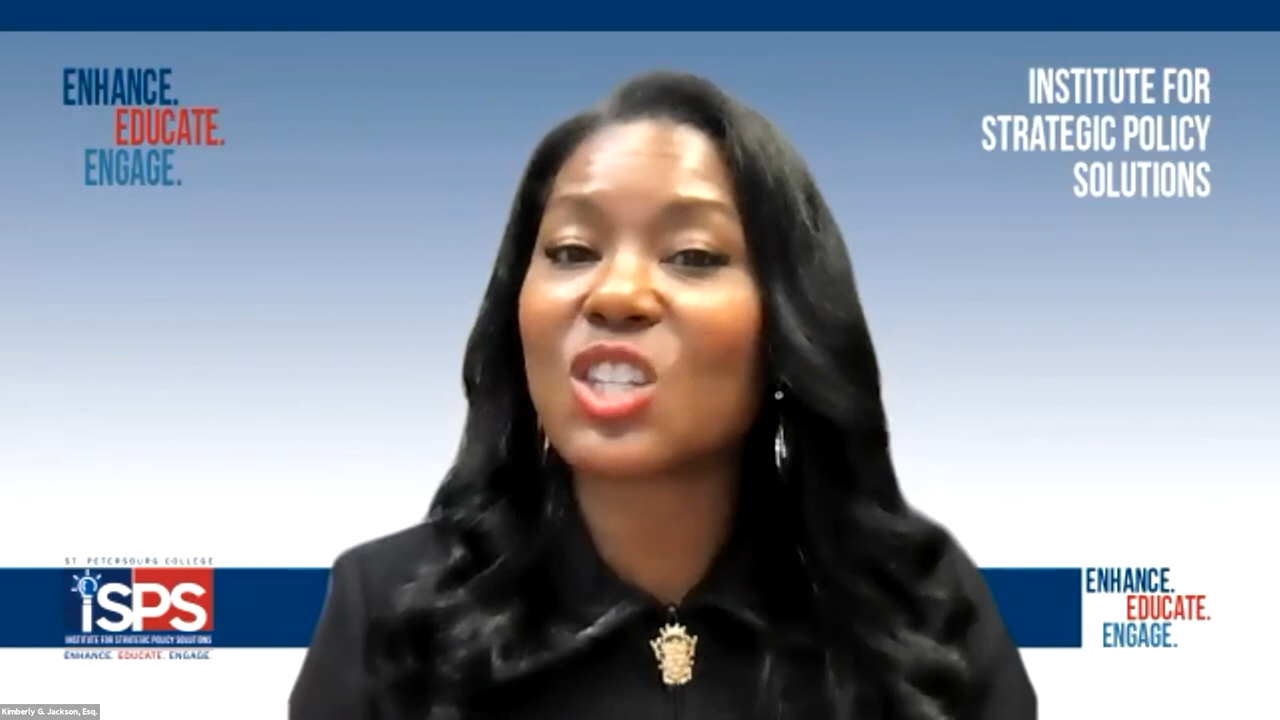 ENHANCE.
EDUCATE.
ENGAGE.
INSTITUTE FOR
STRATEGIC POLICY
SOLUTIONS
ST. PETERSBURG COLLEGE
iSPS
INSTITUTE FOR STRATEGIC POLICY SOLUTIONS
ENHANCE. EDUCATE. ENGAGE.
ENHANCE.
EDUCATE.
ENGAGE.
Kimberly G. Jackson, Esq.